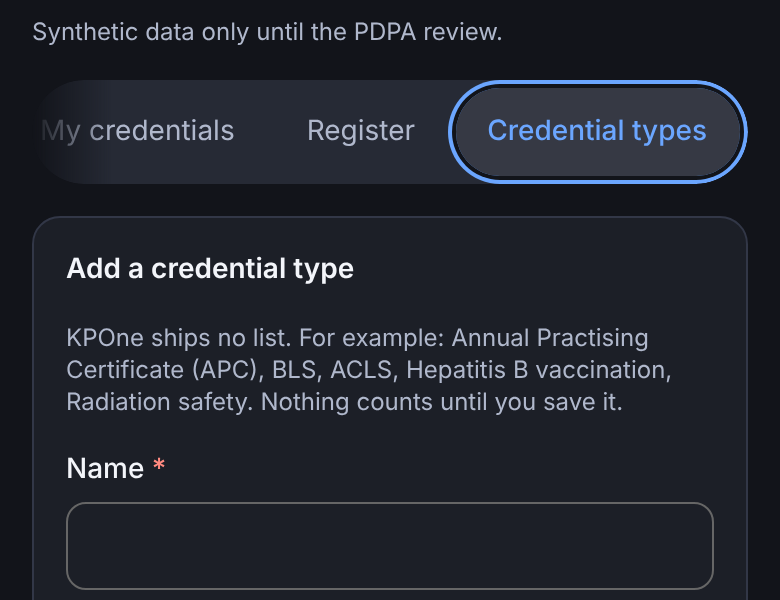 Synthetic data only until the PDPA review.
My credentials
Register
Credential types
Add a credential type
KPOne ships no list. For example: Annual Practising
Certificate (APC), BLS, ACLS, Hepatitis B vaccination,
Radiation safety. Nothing counts until you save it.
Name *